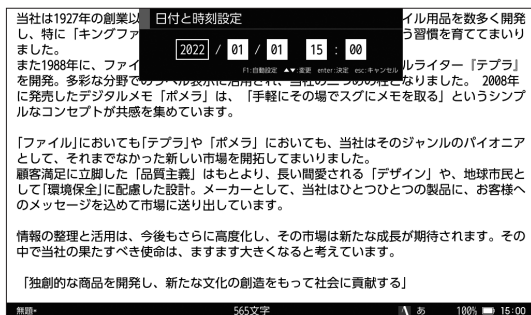 当社は1927年の創業以
イル用品を数多く開発
し、特に「キングファ
う習慣を育ててまいり
ました。
また1988年に、ファイ
ルライター『テプラ』
を開発。多彩な分野で
なりました。 2008年
に発売したデジタルメモ「ポメラ」は、「手軽にその場でスグにメモを取る」というシンプ
ルなコンセプトが共感を集めています。
「ファイル」においても「テプラ」や「ポメラ」においても、当社はそのジャンルのパイオニア
として、それまでなかった新しい市場を開拓してまいりました。
顧客満足に立脚した「品質主義」はもとより、長い間愛される「デザイン」や、地球市民と
して「環境保全」に配慮した設計。メーカーとして、当社はひとつひとつの製品に、お客様へ
のメッセージを込めて市場に送り出しています。
情報の整理と活用は、今後もさらに高度化し、その市場は新たな成長が期待されます。その
中で当社の果たすべき使命は、ますます大きくなると考えています。
「独創的な商品を開発し、新たな文化の創造をもって社会に貢献する」
日付と時刻設定
2022 / 01 / 01 15 : 00
F1:自動設定 ▲▼:変更 enter:決定 esc:キャンセル
無題* 565文字 あ 100% 15:00